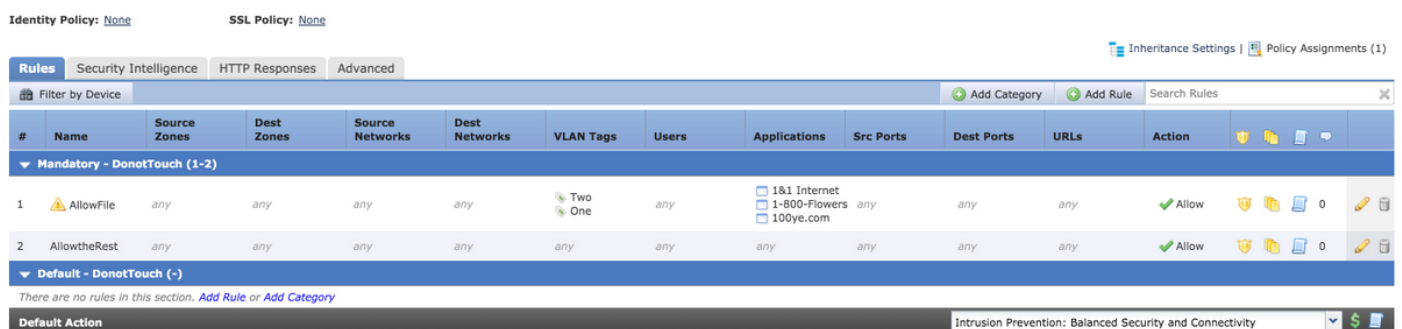 Identity Policy: None SSL Policy: None
Inheritance Settings | Policy Assignments (1)
Rules Security Intelligence HTTP Responses Advanced
Filter by Device Add Category Add Rule Search Rules
# Name Source Zones Dest Zones Source Networks Dest Networks VLAN Tags Users Applications Src Ports Dest Ports URLs Action
Mandatory - DonotTouch (1-2)
1 AllowFile any any any any Two One any 1&1 Internet 1-800-Flowers 100ye.com any any any Allow 0
2 AllowtheRest any any any any any any any any any any Allow 0
Default - DonotTouch (-)
There are no rules in this section. Add Rule or Add Category
Default Action Intrusion Prevention: Balanced Security and Connectivity $